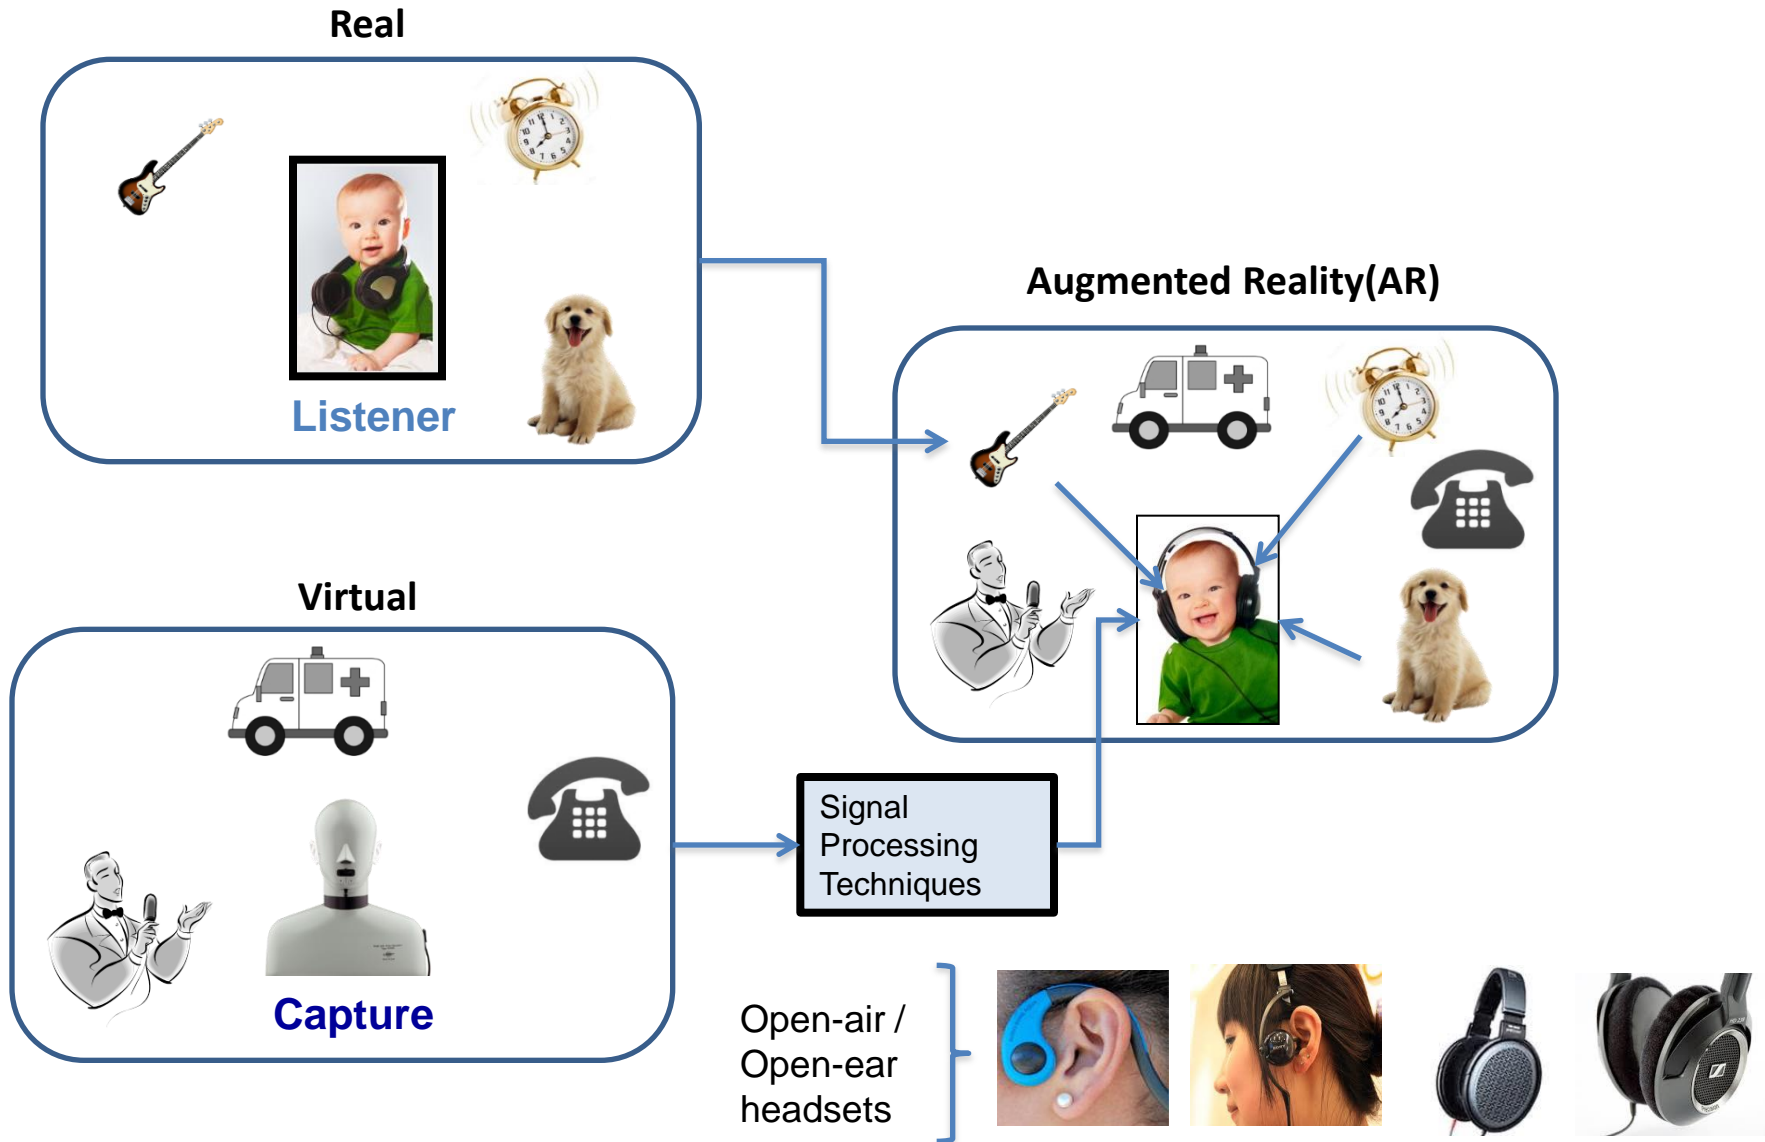 Real
Listener
Augmented Reality(AR)
Virtual
Capture
Signal
Processing
Techniques
Open-air /
Open-ear
headsets